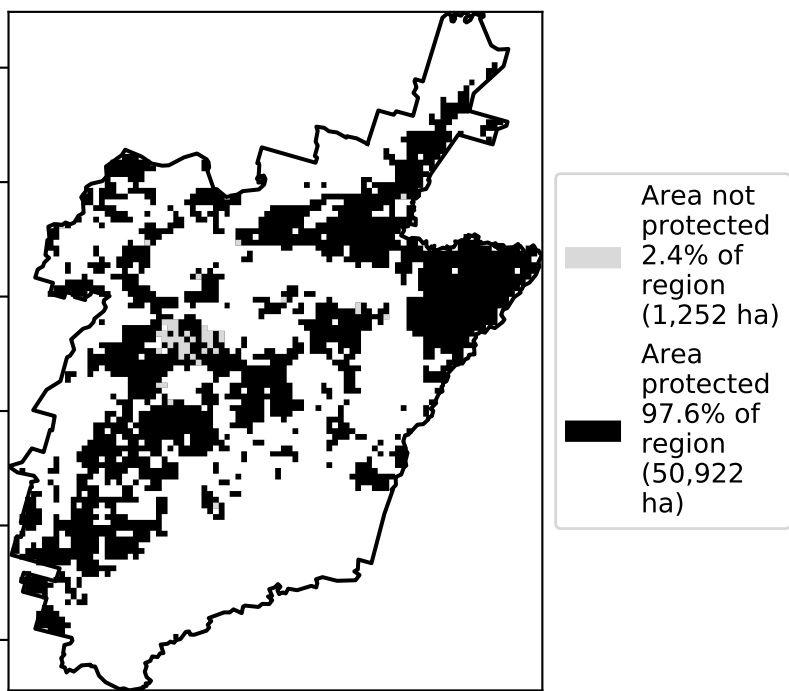 Area not
protected
2.4% of
region
(1,252 ha)
Area
protected
97.6% of
region
(50,922
ha)